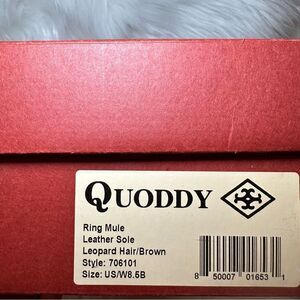 QUODDY
Ring Mule
Leather Sole
Leopard Hair/Brown
Style: 706101
Size: US/W8.5B
8 50007 01653 1